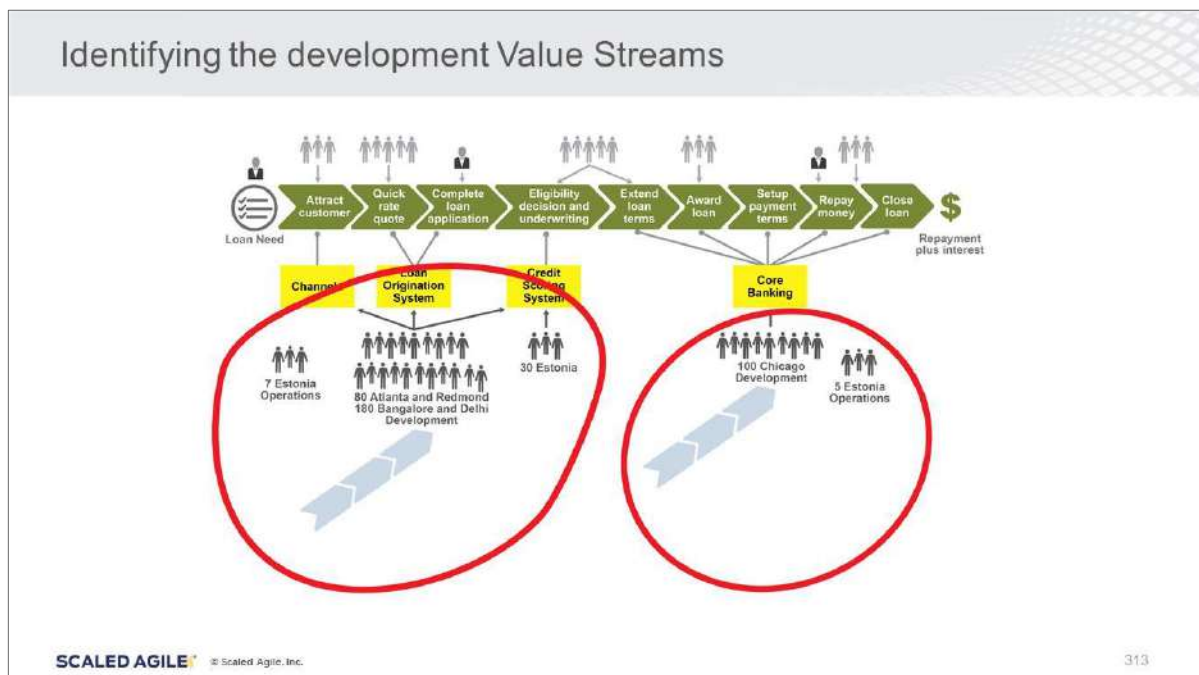 Identifying the development Value Streams
Attract
customer
Quick
rate
quote
Complete
loan
application
Eligibility
decision and
underwriting
Extend
loan
terms
Award
loan
Setup
payment
terms
Repay
money
Close
loan
$
Loan Need
Repayment
plus interest
Channels
Loan
Origination
System
Credit
Scoring
System
Core
Banking
7 Estonia
Operations
80 Atlanta and Redmond
180 Bangalore and Delhi
Development
30 Estonia
100 Chicago
Development
5 Estonia
Operations
SCALED AGILE © Scaled Agile, Inc.
313